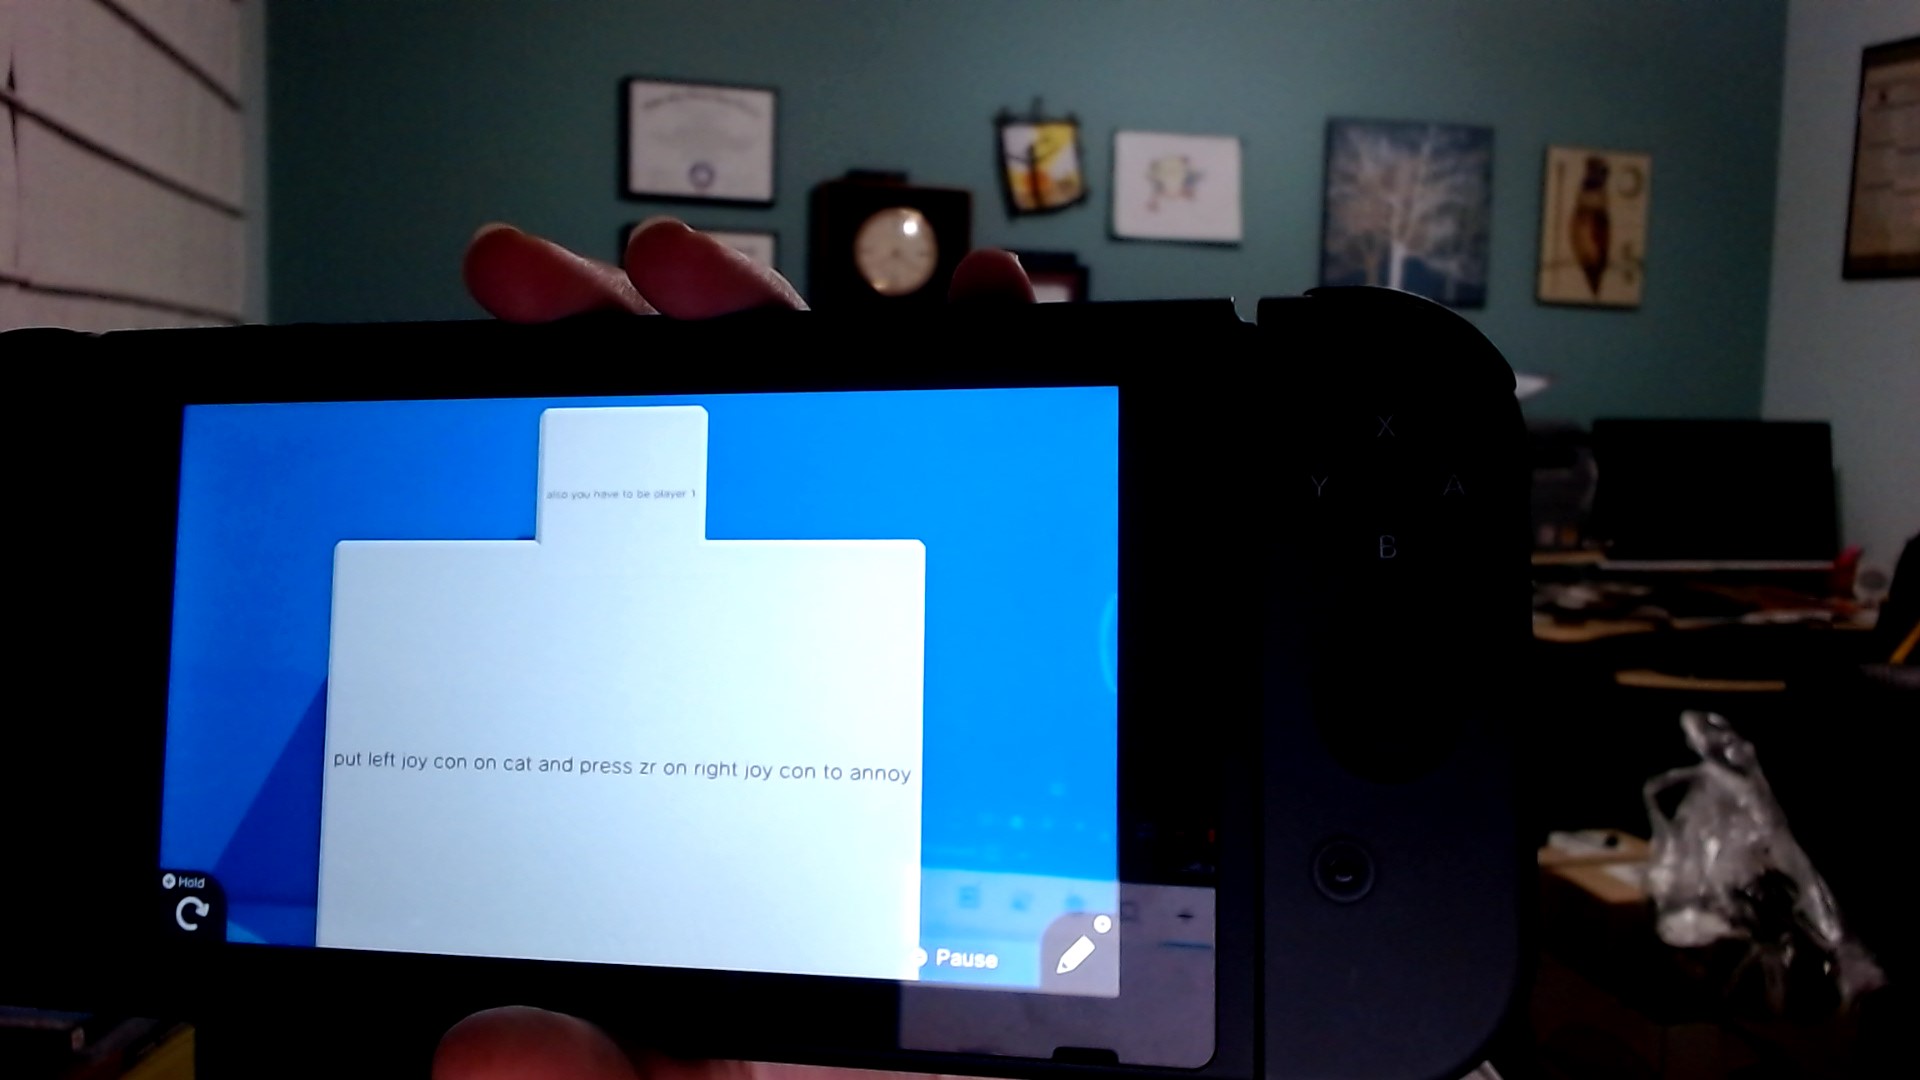 also you have to be player 1
put left joy con on cat and press zr on right joy con to annoy
Hold
Pause
X
Y
A
B